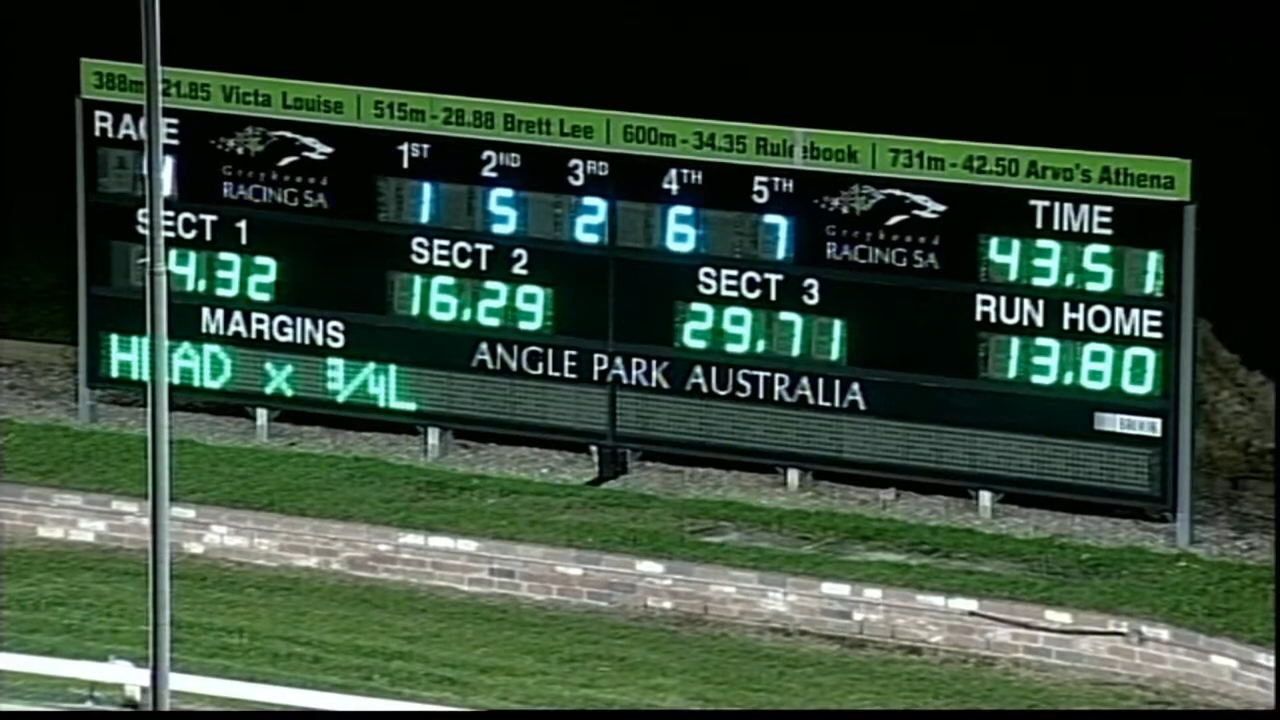 388m 21.85 Victa Louise | 515m - 28.88 Brett Lee | 600m - 34.35 Rulebook | 731m - 42.50 Arvo's Athena
RACE 1ST 2ND 3RD 4TH 5TH TIME
4 Greyhound RACING SA 1 5 2 6 7 Greyhound RACING SA 43.51
SECT 1 SECT 2 SECT 3 RUN HOME
4.32 16.29 29.71 13.80
MARGINS ANGLE PARK AUSTRALIA
HEAD x 3/4L